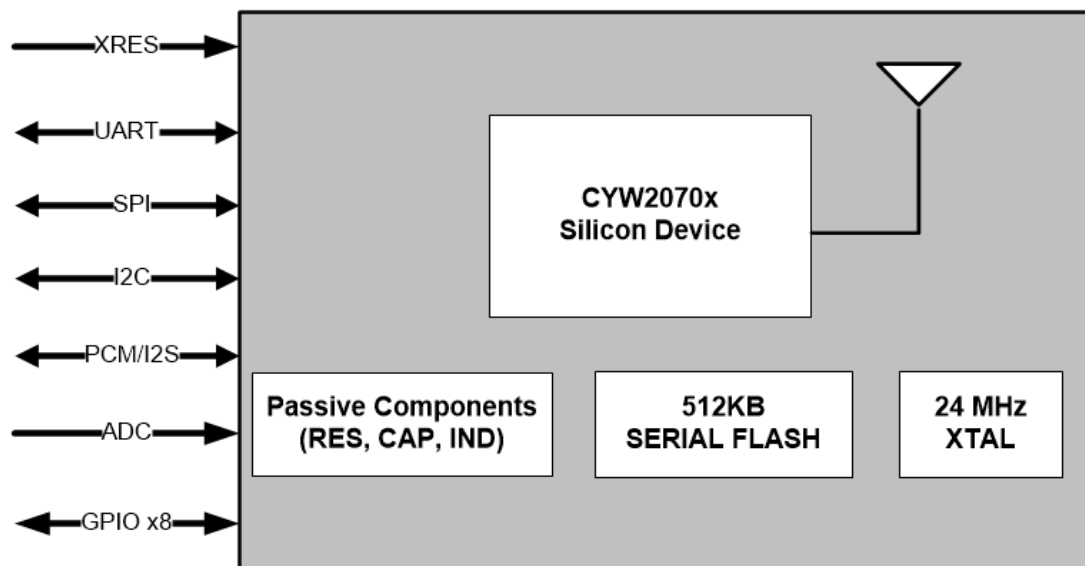 XRES
UART
SPI
I2C
PCM/I2S
ADC
GPIO x8
CYW2070x
Silicon Device
Passive Components
(RES, CAP, IND)
512KB
SERIAL FLASH
24 MHz
XTAL